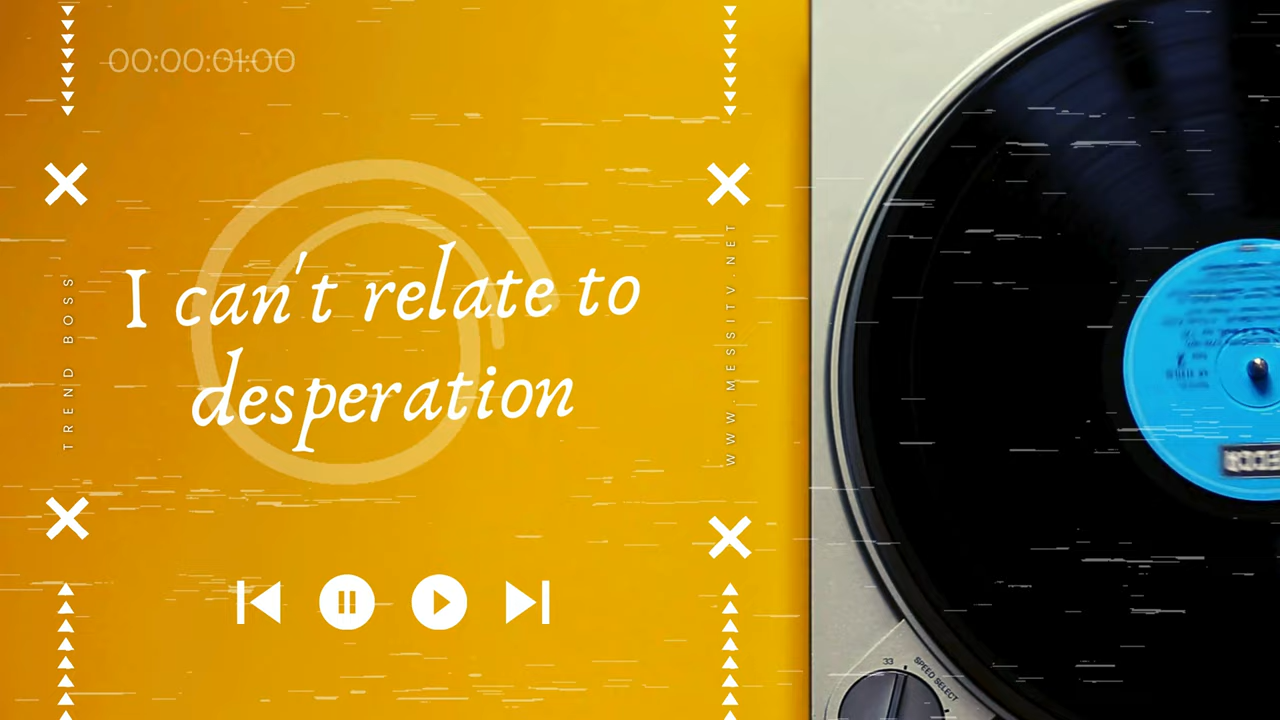 00:00:01:00
I can't relate to
desperation
TREND BOSS
WWW.MESSITV.NET
33
SPEED SELECT